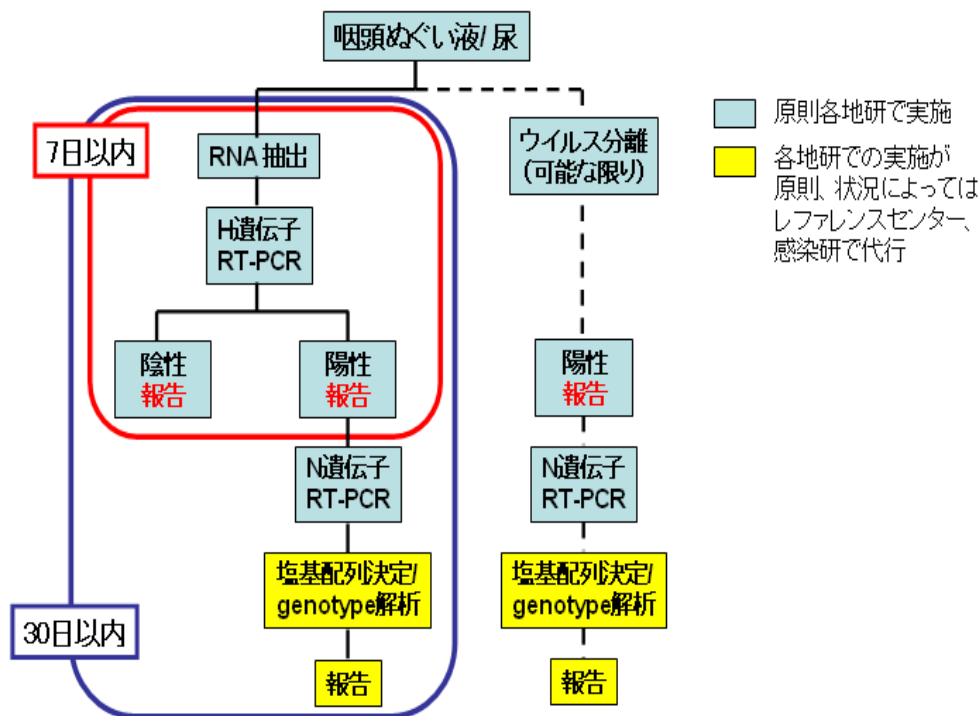 咽頭ぬぐい液/ 尿
7日以内
RNA 抽出
H遺伝子
RT-PCR
陰性
報告
陽性
報告
N遺伝子
RT-PCR
塩基配列決定/
genotype解析
報告
30日以内
ウイルス分離
(可能な限り)
陽性
報告
N遺伝子
RT-PCR
塩基配列決定/
genotype解析
報告
原則各地研で実施
各地研での実施が
原則、状況によっては
レファレンスセンター、
感染研で代行